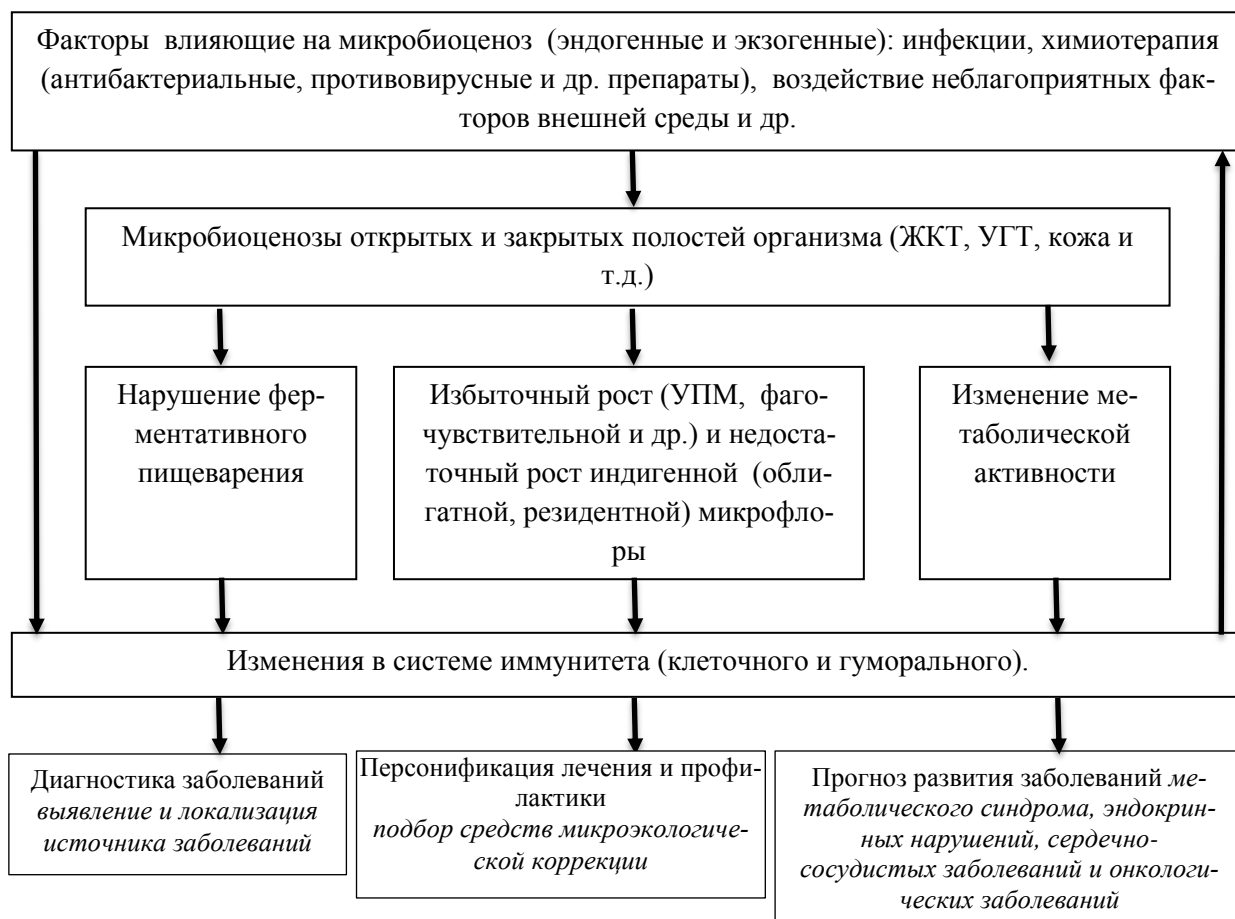 Факторы влияющие на микробиоценоз (эндогенные и экзогенные): инфекции, химиотерапия
(антибактериальные, противовирусные и др. препараты), воздействие неблагоприятных фак-
торов внешней среды и др.
Микробиоценозы открытых и закрытых полостей организма (ЖКТ, УГТ, кожа и
т.д.)
Нарушение фер-
ментативного
пищеварения
Избыточный рост (УПМ, фаго-
чувствительной и др.) и недоста-
точный рост индигенной (обли-
гатной, резидентной) микрофло-
ры
Изменение ме-
таболической
активности
Изменения в системе иммунитета (клеточного и гуморального).
Диагностика заболеваний
выявление и локализация
источника заболеваний
Персонификация лечения и профи-
лактики
подбор средств микроэкологиче-
ской коррекции
Прогноз развития заболеваний ме-
таболического синдрома, эндокрин-
ных нарушений, сердечно-
сосудистых заболеваний и онкологи-
ческих заболеваний